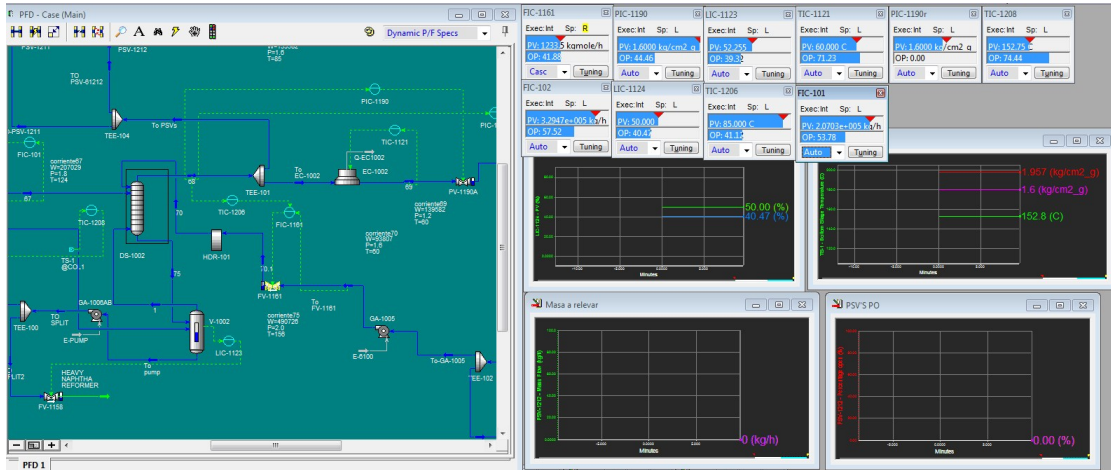 PFD - Case (Main)
A
Dynamic P/F Specs
PSV-1211
PSV-1212
P=1.6
T=85
TO
PSV-61212
TEE-104
To PSVs
PIC-1190
TIC-1121
FIC-101
corriente67
W=207029
P=1.8
T=124
67
68
TEE-101
To
EC-1002
Q-EC1002
EC-1002
69
PV-1190A
corriente69
W=139582
P=1.2
T=60
TIC-1208
TS-1
@COL1
DS-1002
70
TIC-1206
FIC-1161
HDR-101
corriente70
W=93807
P=1.6
T=60
70.1
FV-1161
To
FV-1161
75
1
corriente75
W=490726
P=2.0
T=156
GA-1006AB
TEE-100
TO
SPLIT
E-PUMP
V-1002
LIC-1123
GA-1005
E-6100
To-GA-1005
TEE-102
To
pump
HEAVY
NAPHTHA
REFORMER
FV-1158
PFD 1
FIC-1161
Exec:Int Sp: R
PV: 1233.5 kgmole/h
OP: 41.88
Casc Tuning
PIC-1190
Exec:Int Sp: L
PV: 1.6000 kg/cm2_g
OP: 44.46
Auto Tuning
LIC-1123
Exec:Int Sp: L
PV: 52.255
OP: 39.32
Auto Tuning
TIC-1121
Exec:Int Sp: L
PV: 60.000 C
OP: 71.23
Auto Tuning
PIC-1190r
Exec:Int Sp: L
PV: 1.6000 kg/cm2_g
OP: 0.00
Auto Tuning
TIC-1208
Exec:Int Sp: L
PV: 152.75 C
OP: 74.44
Auto Tuning
FIC-102
Exec:Int Sp: L
PV: 3.2947e+005 kg/h
OP: 57.52
Auto Tuning
LIC-1124
Exec:Int Sp: L
PV: 50.000
OP: 40.47
Auto Tuning
TIC-1206
Exec:Int Sp: L
PV: 85.000 C
OP: 41.12
Auto Tuning
FIC-101
Exec:Int Sp: L
PV: 2.0703e+005 kg/h
OP: 53.78
Auto Tuning
50.00 (%)
40.47 (%)
Minutes
1.957 (kg/cm2_g)
1.6 (kg/cm2_g)
152.8 (C)
Minutes
Masa a relevar
0 (kg/h)
Minutes
PSV'S PO
0.00 (%)
Minutes